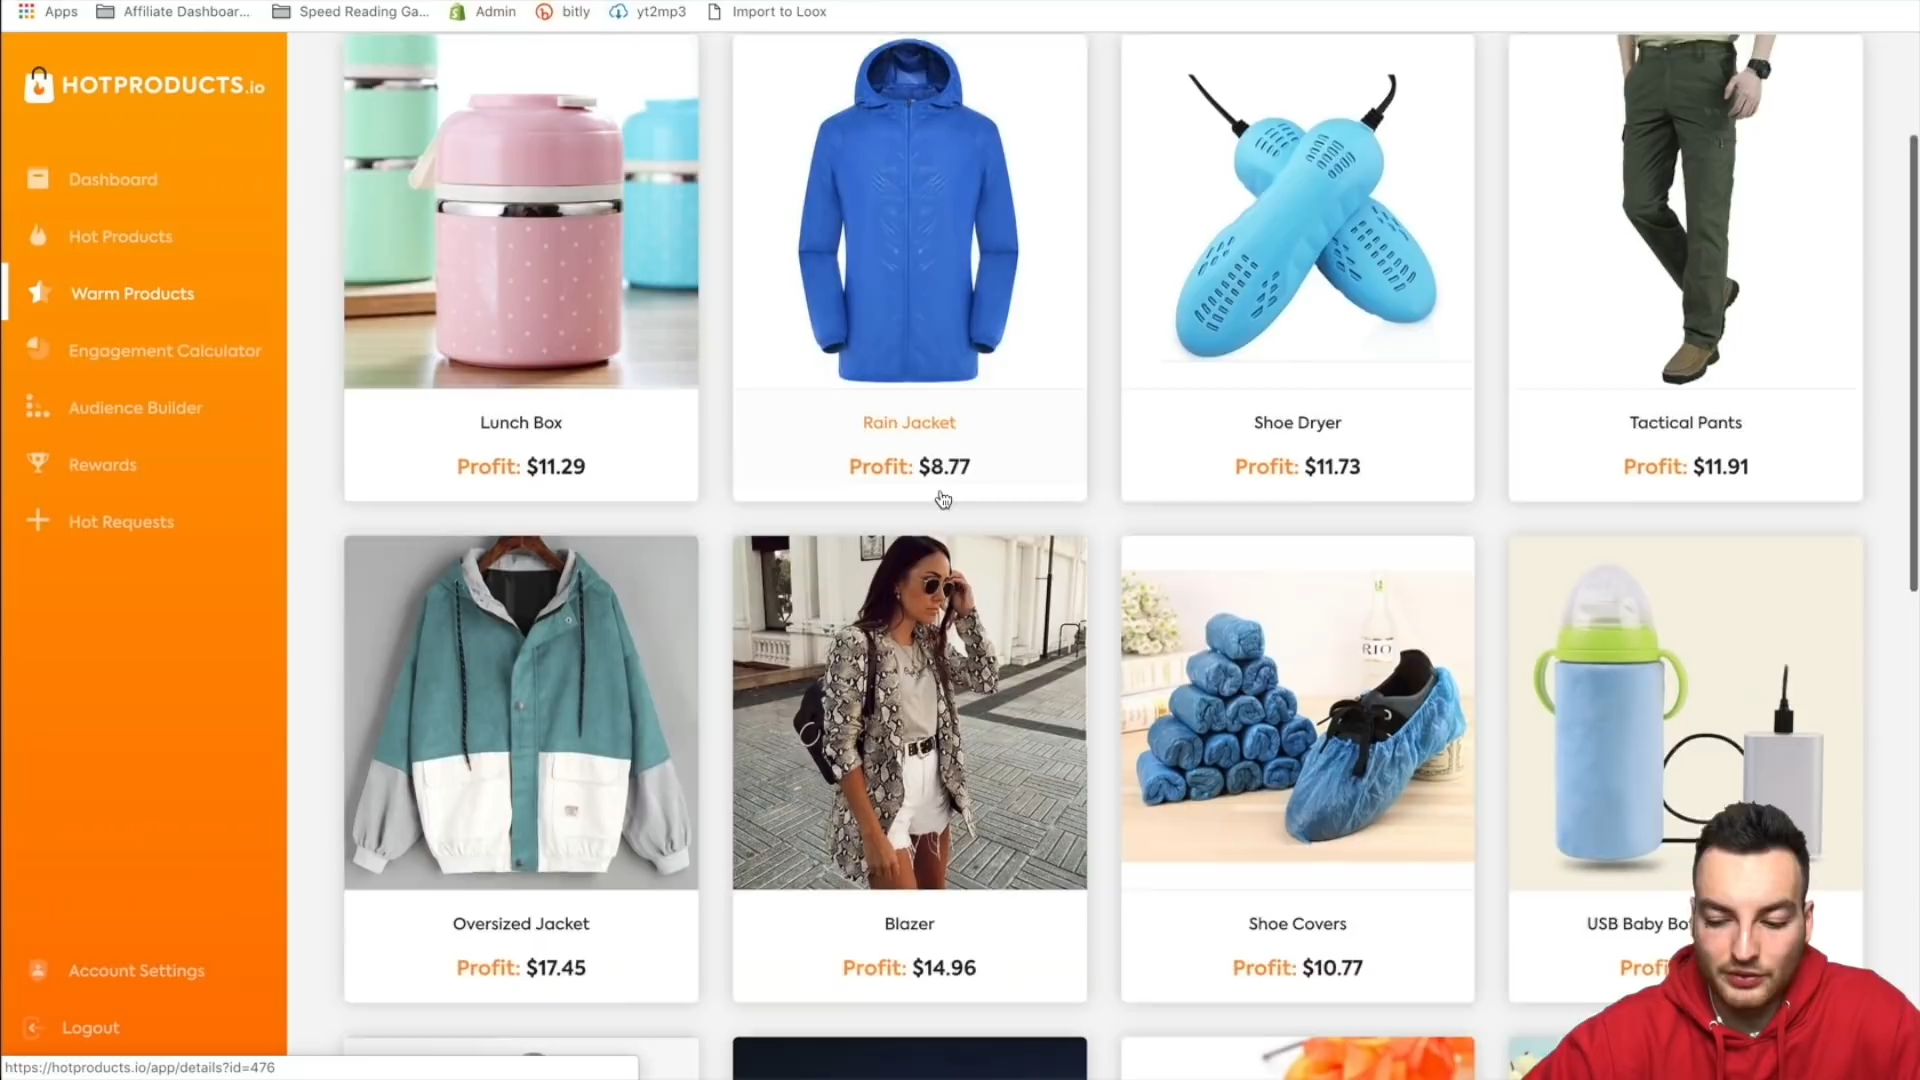 Apps
Affiliate Dashboar...
Speed Reading Ga...
Admin
bitly
yt2mp3
Import to Loox
HOTPRODUCTS.io
Dashboard
Hot Products
Warm Products
Engagement Calculator
Audience Builder
Rewards
Hot Requests
Account Settings
Logout
Lunch Box
Profit: $11.29
Rain Jacket
Profit: $8.77
Shoe Dryer
Profit: $11.73
Tactical Pants
Profit: $11.91
RIO
Oversized Jacket
Profit: $17.45
Blazer
Profit: $14.96
Shoe Covers
Profit: $10.77
USB Baby Bo
Profi
https://hotproducts.io/app/details?id=476